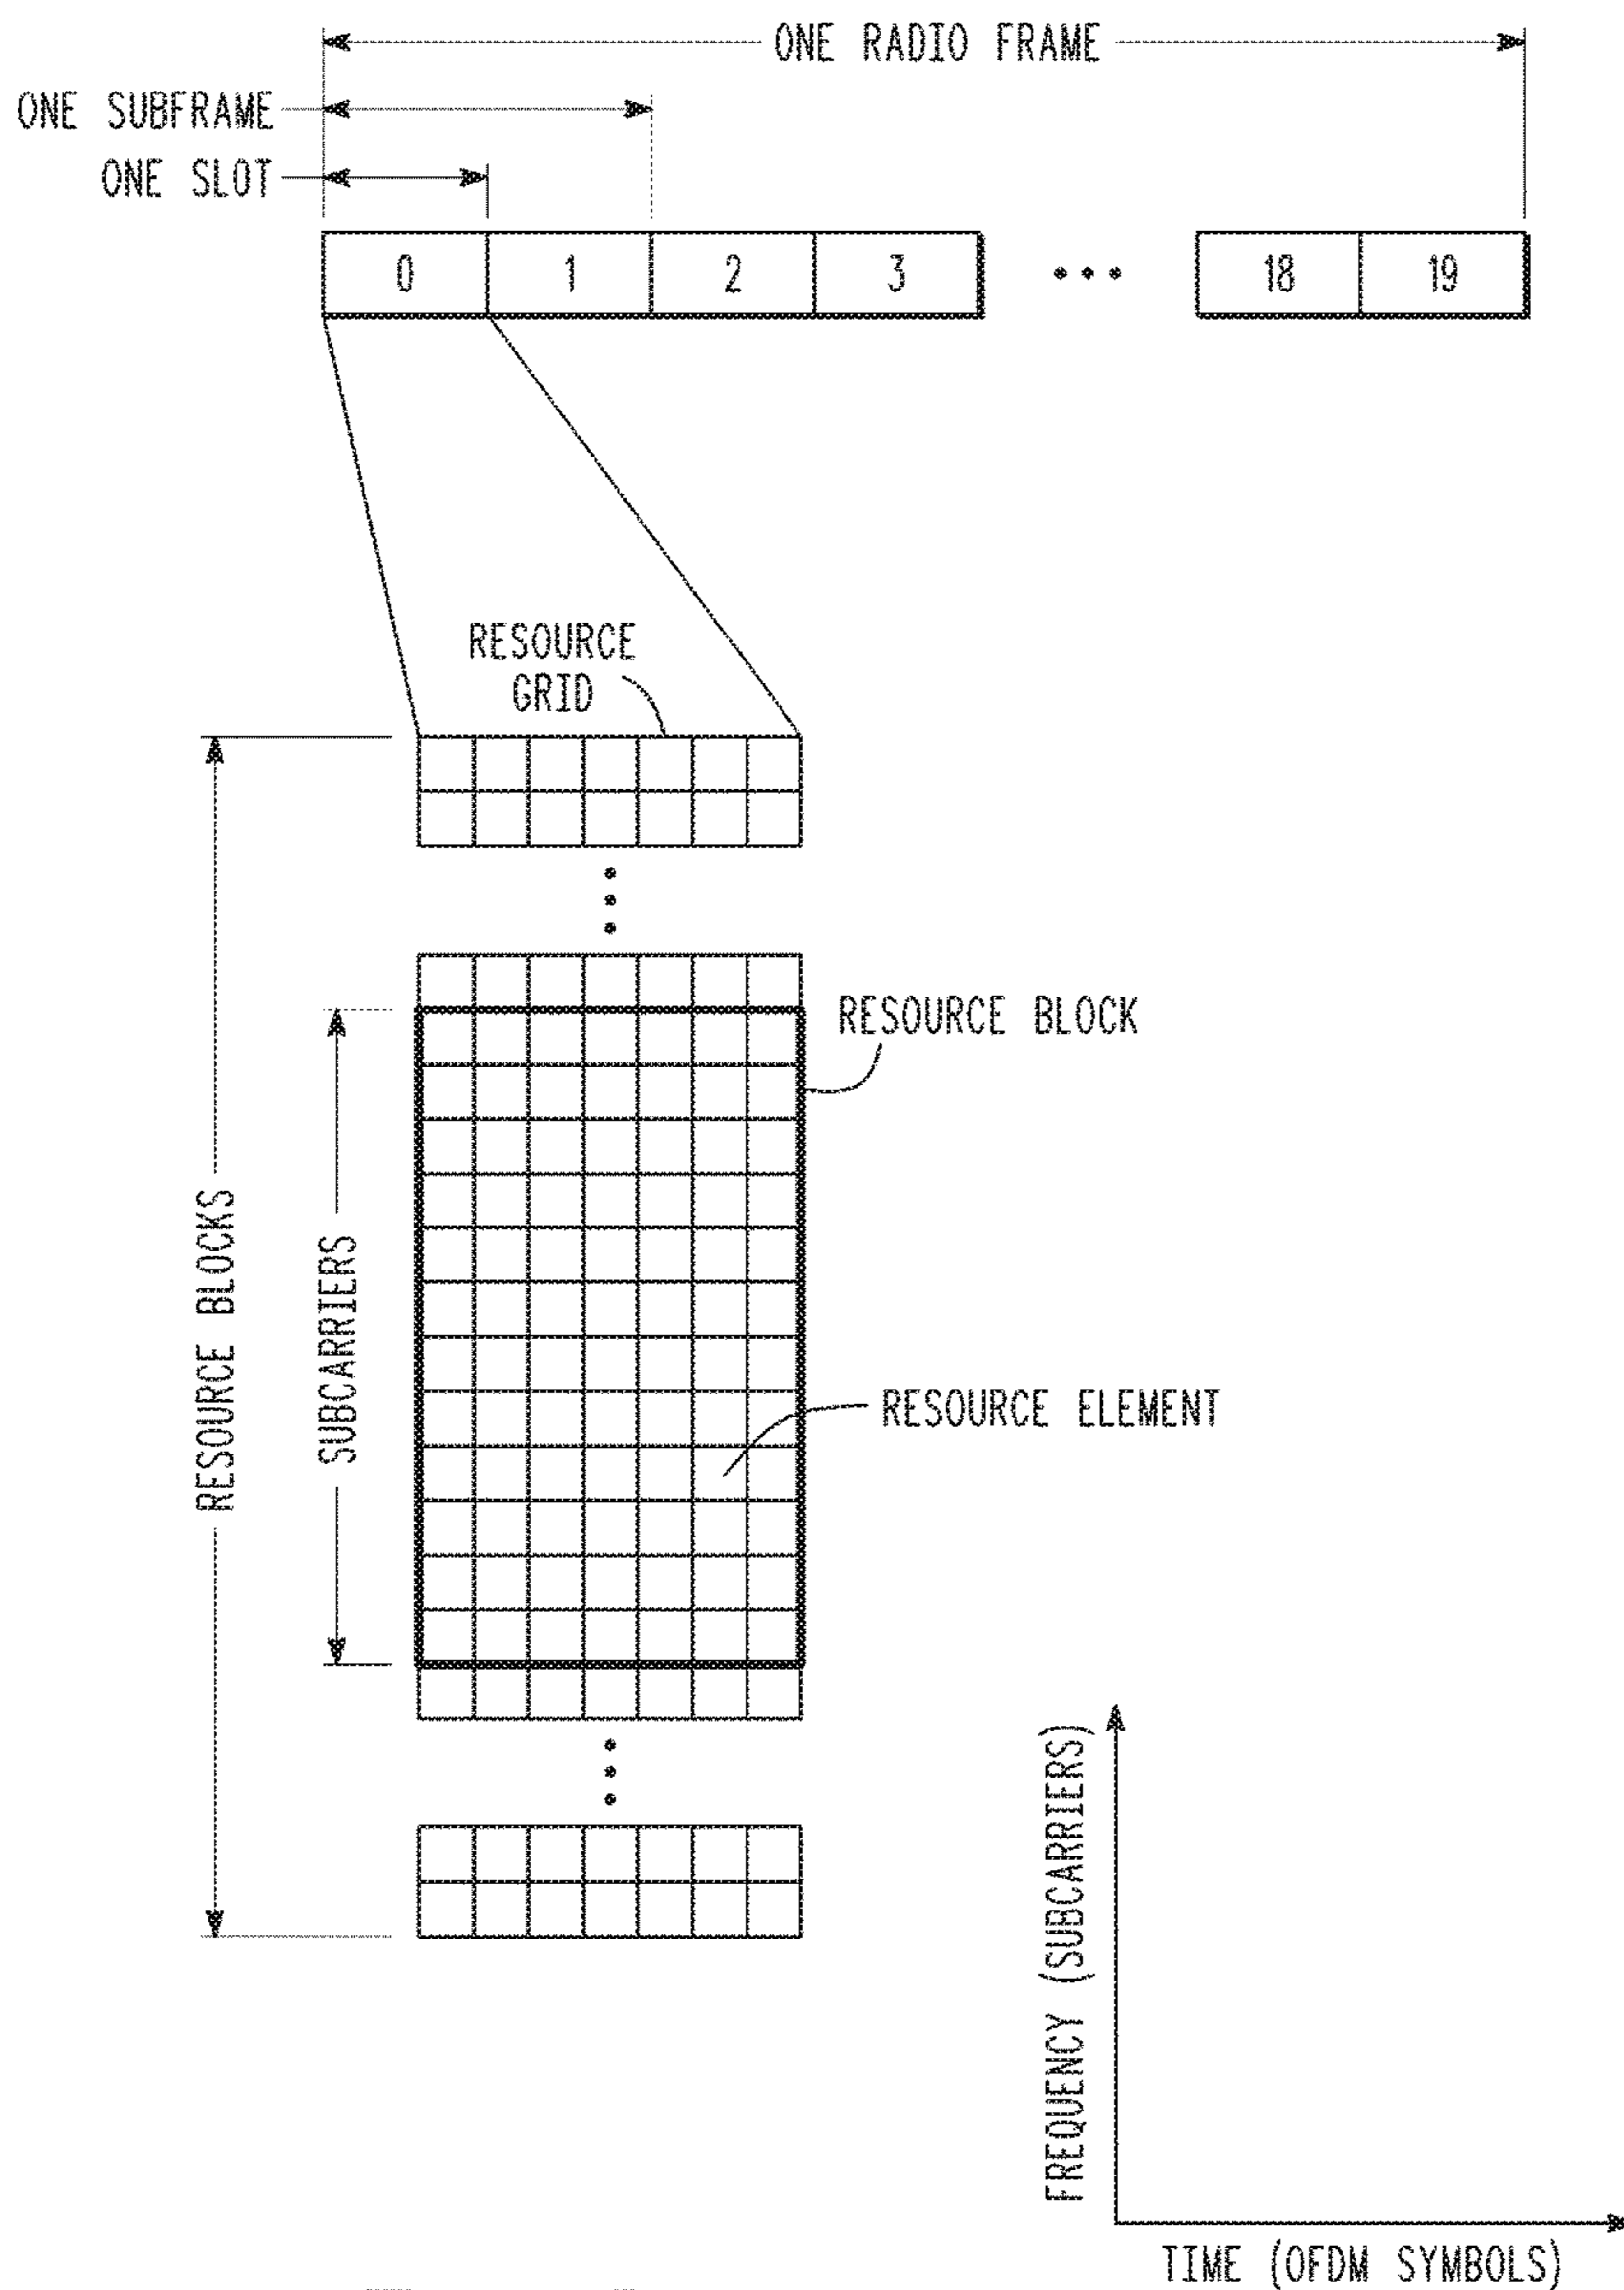 ONE RADIO FRAME
ONE SUBFRAME
ONE SLOT
0 1 2 3 ••• 18 19
RESOURCE
GRID
RESOURCE BLOCK
RESOURCE BLOCKS
SUBCARRIERS
RESOURCE ELEMENT
FREQUENCY (SUBCARRIERS)
TIME (OFDM SYMBOLS)